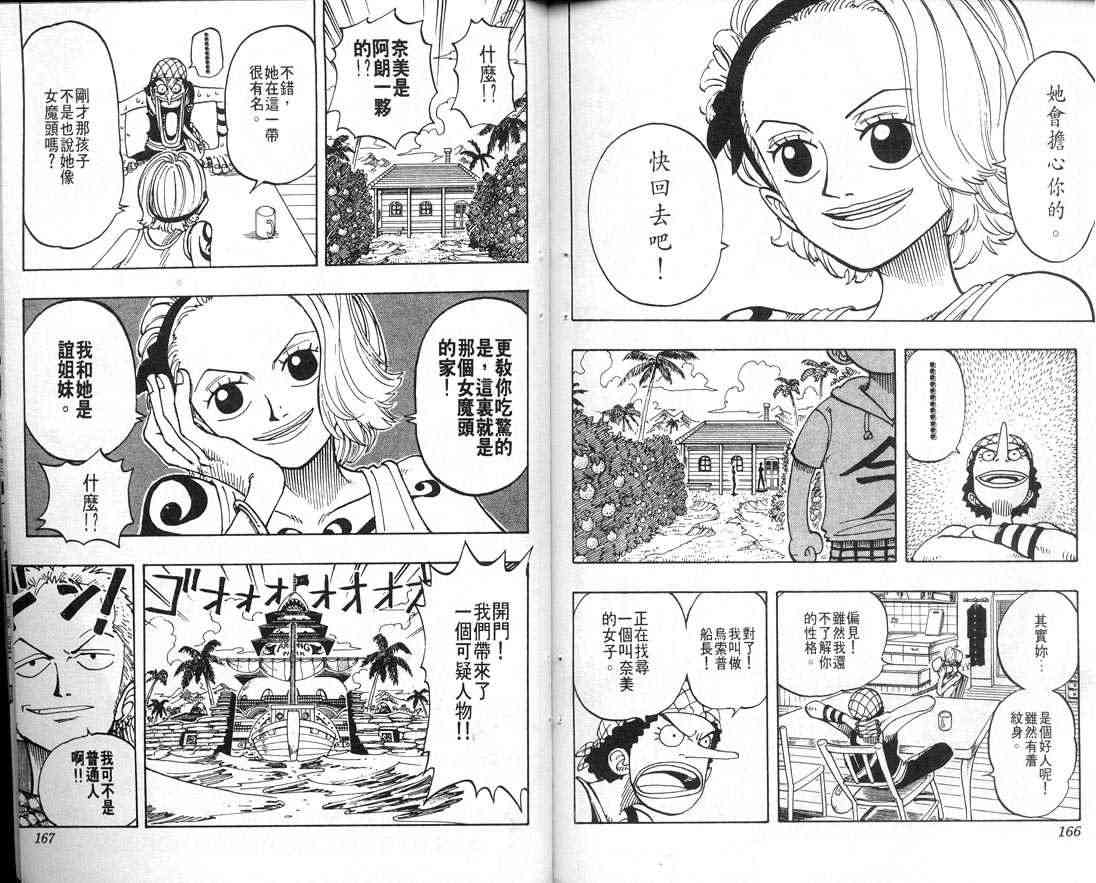 她會擔心你的。
快回去吧！
………………
其實妳…
是個好人呢！
雖然有着
紋身。
偏見！
雖然我還
不了解你
的性格。
對了！
我叫做
烏索普
船長！
正在找尋
一個叫奈美
的女子。
166
什麼！？
奈美是
阿朗一夥
的！？
不錯，
她在這一帶
很有名。
剛才那孩子
不是也說她像
女魔頭嗎？
………………
更教你吃驚的
是，這裏就是
那個女魔頭
的家！
我和她是
誼姐妹。
什麼！？
開門！
我們帶來了
一個可疑人物！！
ゴオオオオオオ
ARLONG
PARK
ン！！
我可不是
普通人
啊！！
167